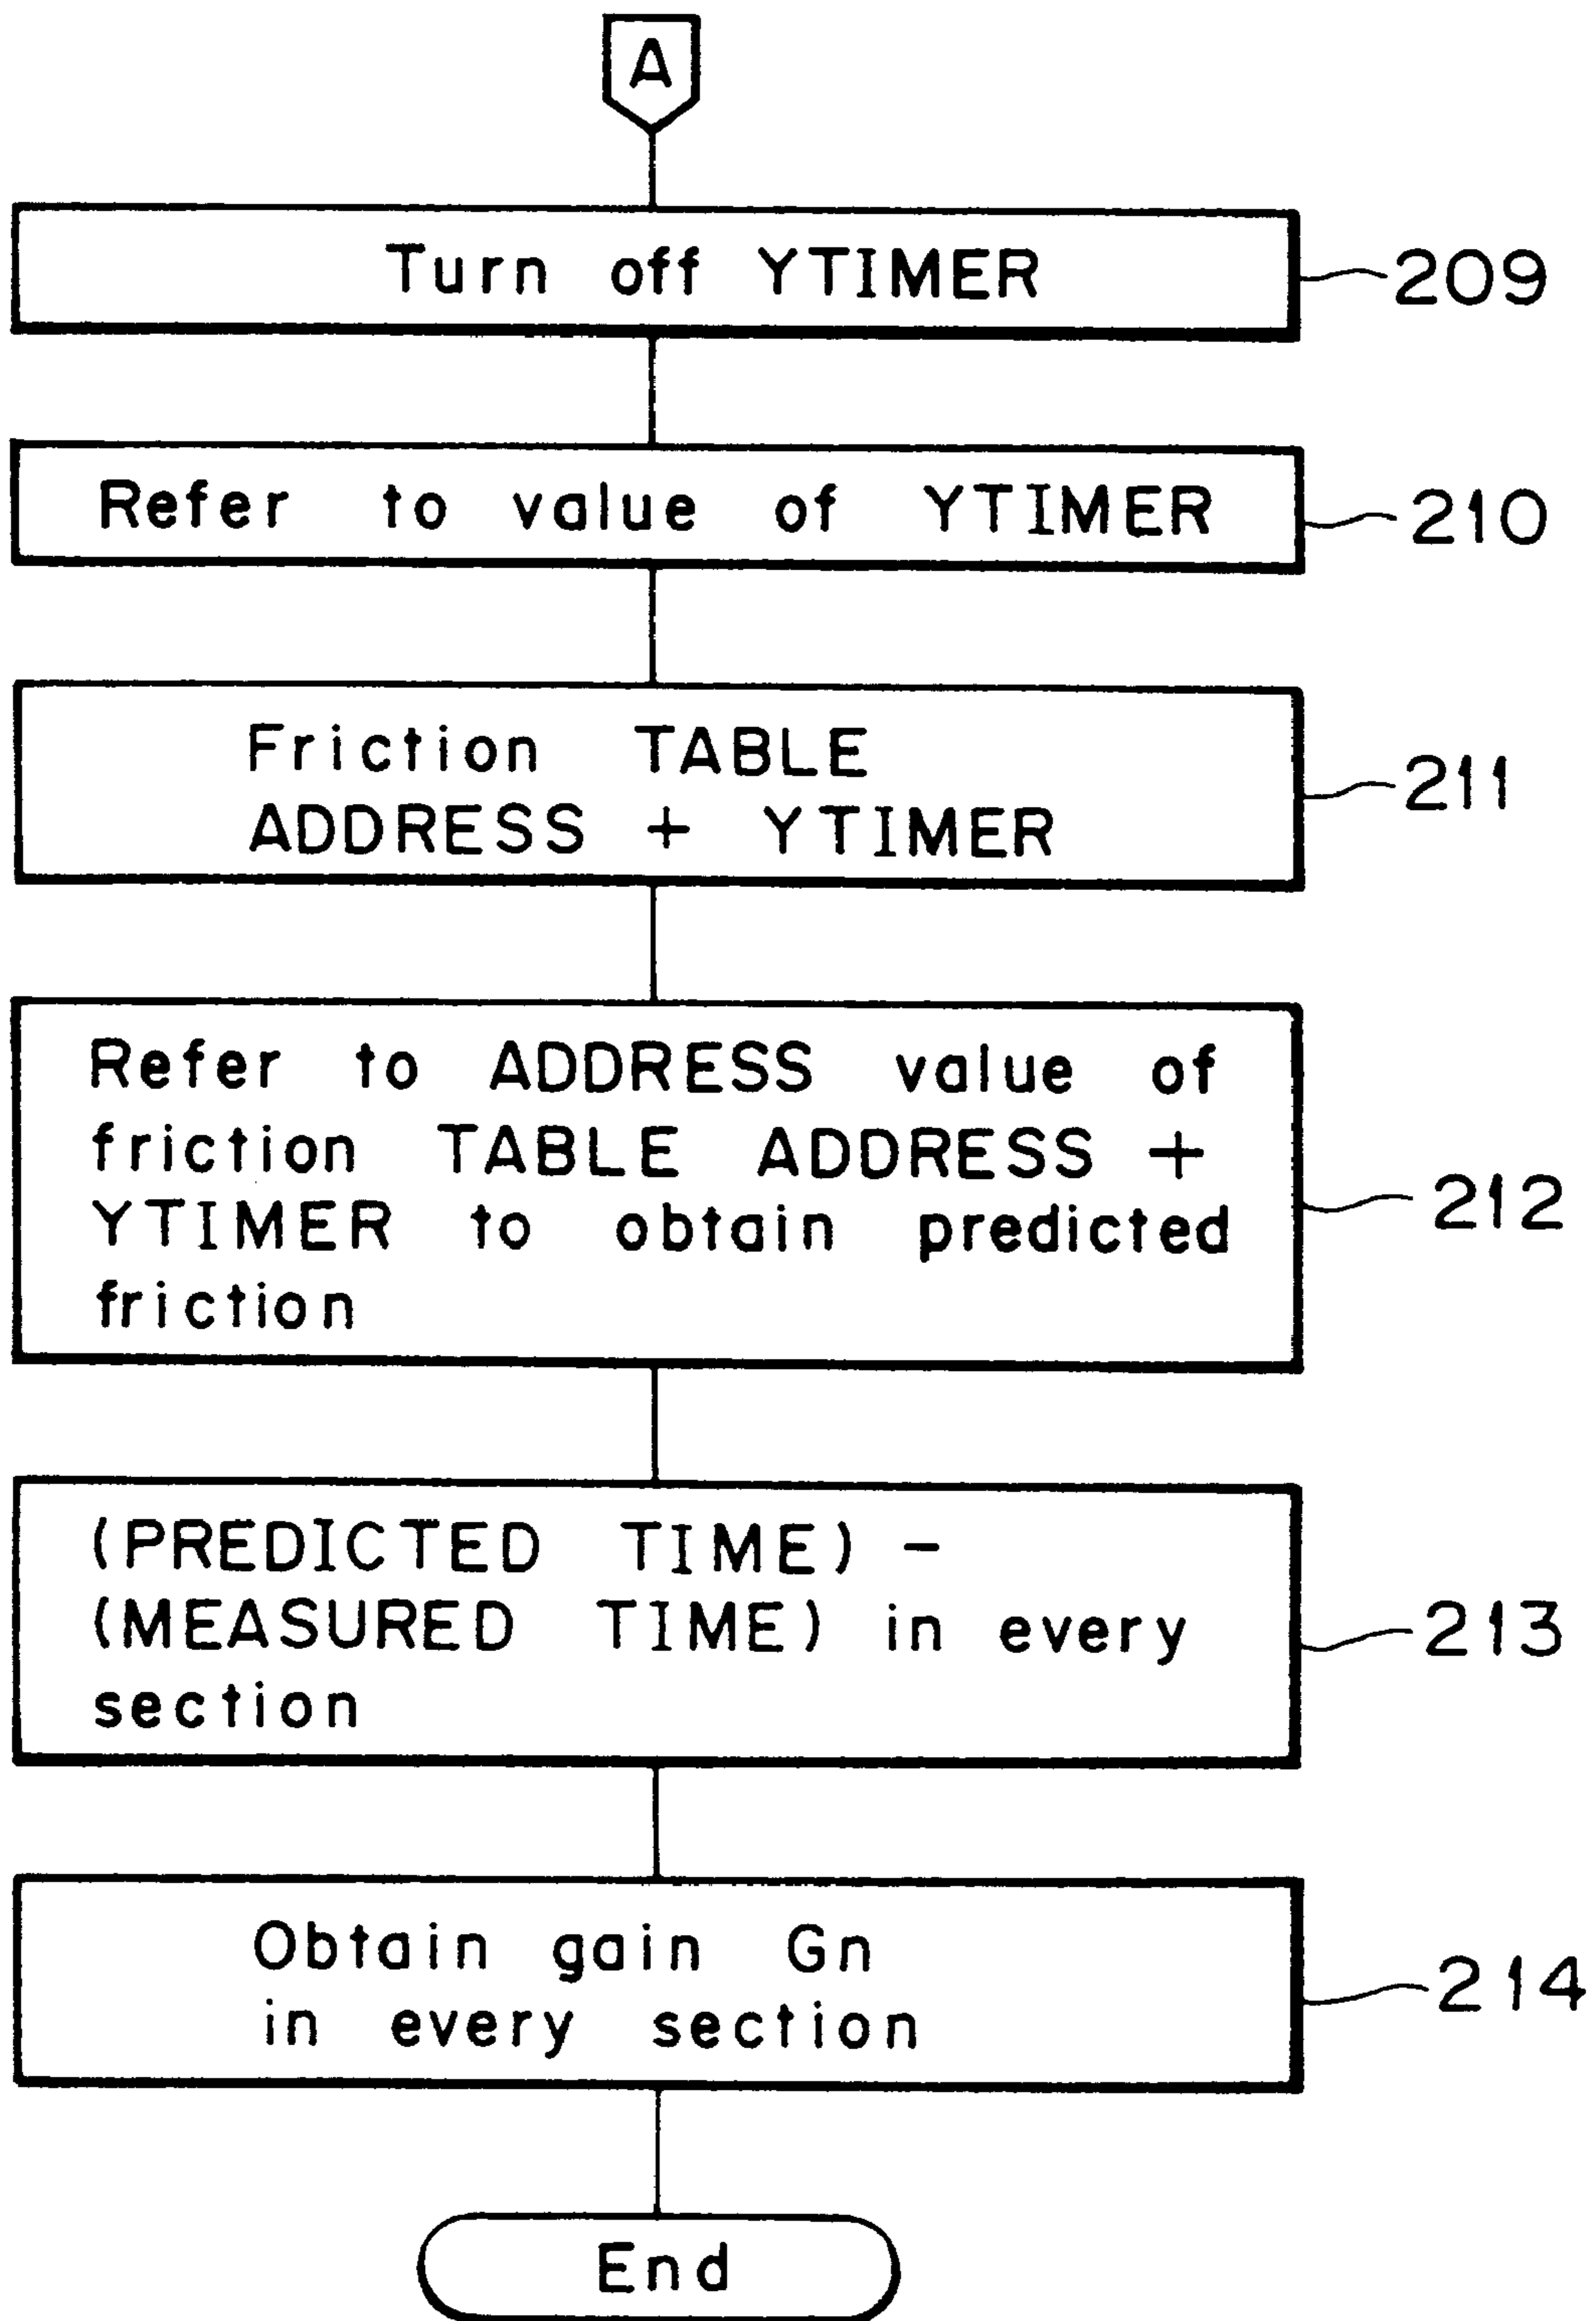 A
Turn off YTIMER
209
Refer to value of YTIMER
210
Friction TABLE
ADDRESS + YTIMER
211
Refer to ADDRESS value of
friction TABLE ADDRESS +
YTIMER to obtain predicted
friction
212
(PREDICTED TIME) -
(MEASURED TIME) in every
section
213
Obtain gain Gn
in every section
214
End